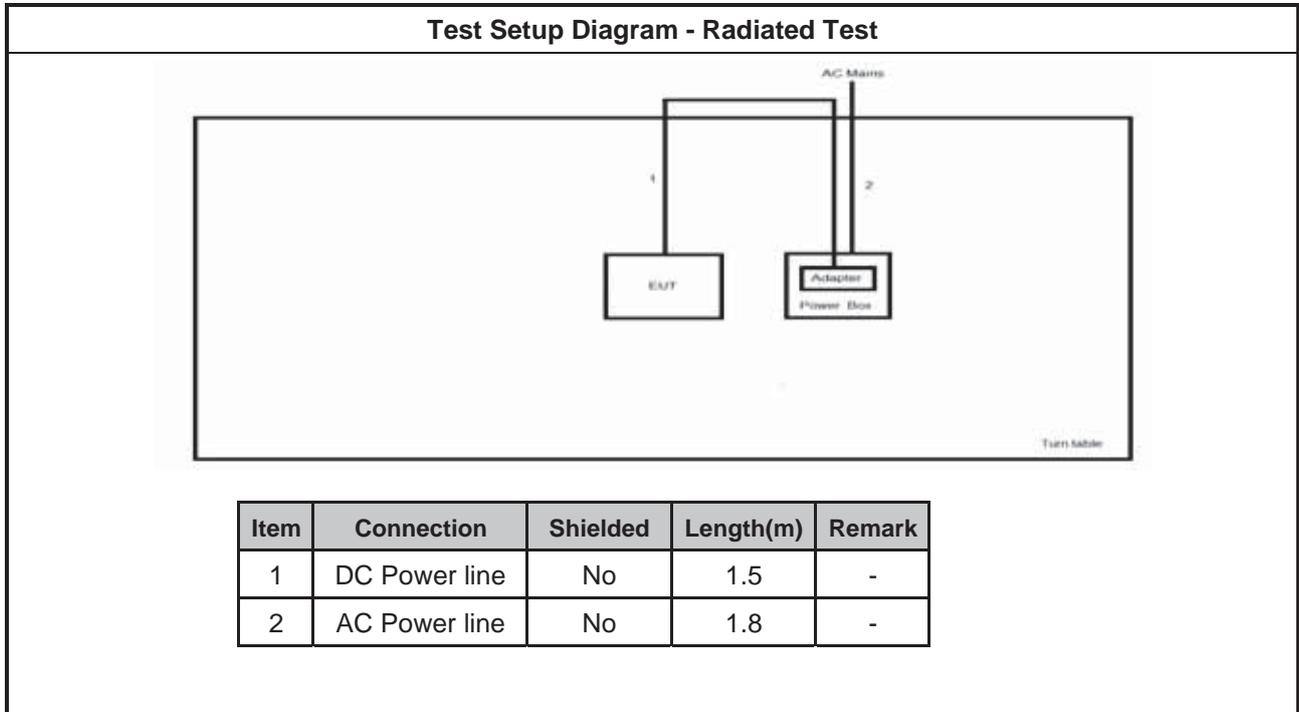 Test Setup Diagram - Radiated Test
AC Mains
1
2
EUT
Adapter
Power Box
Turn table
Item Connection Shielded Length(m) Remark
1 DC Power line No 1.5 -
2 AC Power line No 1.8 -